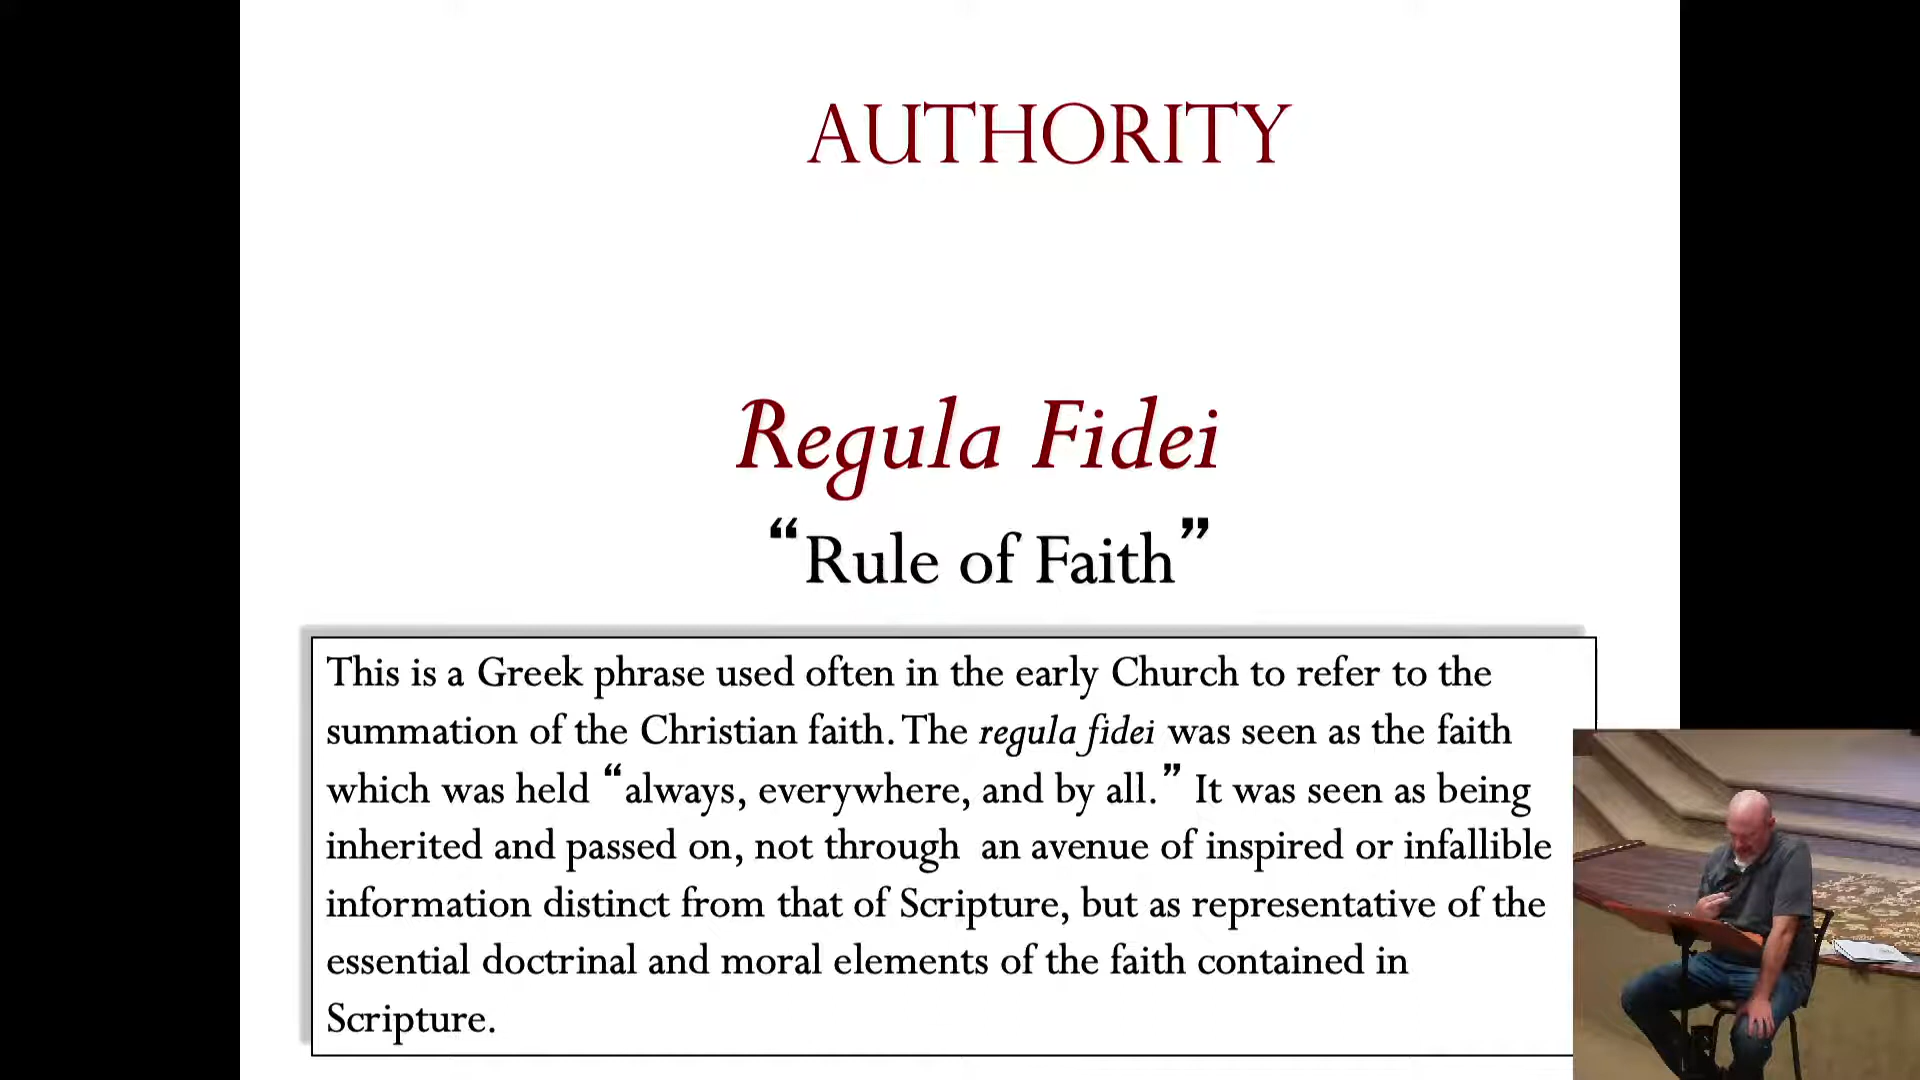 AUTHORITY
Regula Fidei
“Rule of Faith”
This is a Greek phrase used often in the early Church to refer to the
summation of the Christian faith. The regula fidei was seen as the faith
which was held “always, everywhere, and by all.” It was seen as being
inherited and passed on, not through  an avenue of inspired or infallible
information distinct from that of Scripture, but as representative of the
essential doctrinal and moral elements of the faith contained in
Scripture.